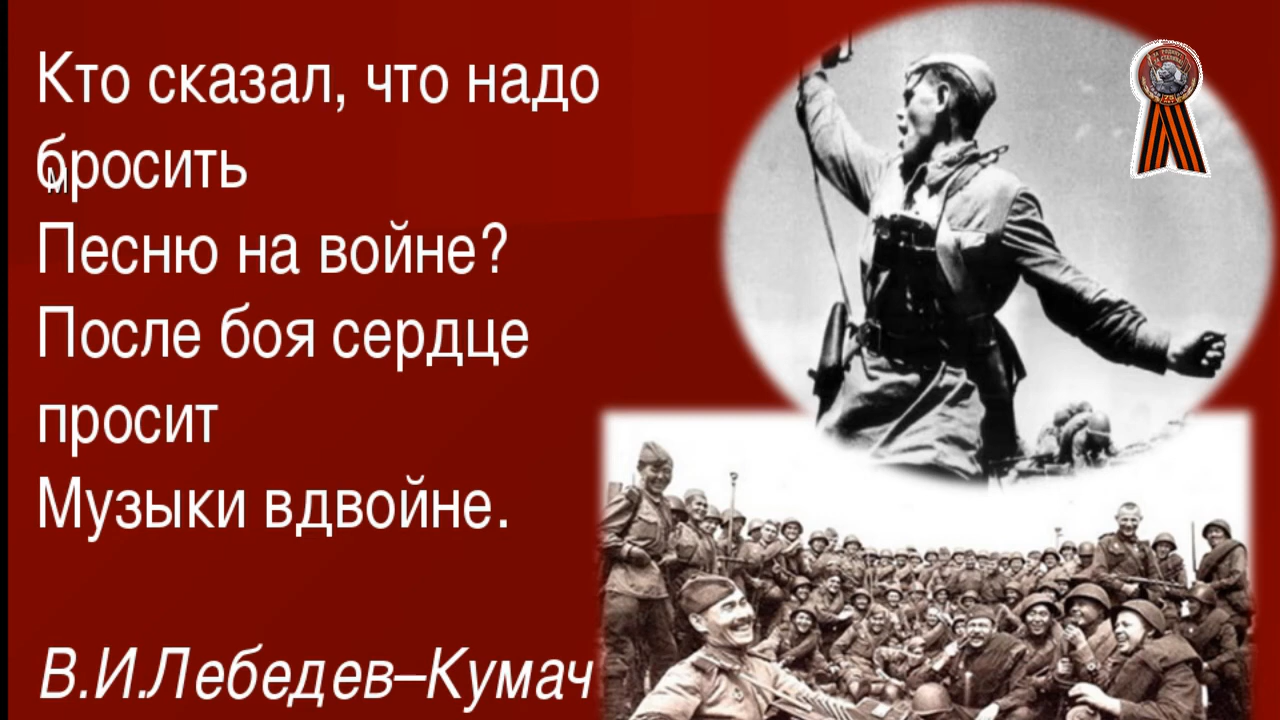 Кто сказал, что надо
бросить
м
Песню на войне?
После боя сердце
просит
Музыки вдвойне.
В.И.Лебедев–Кумач